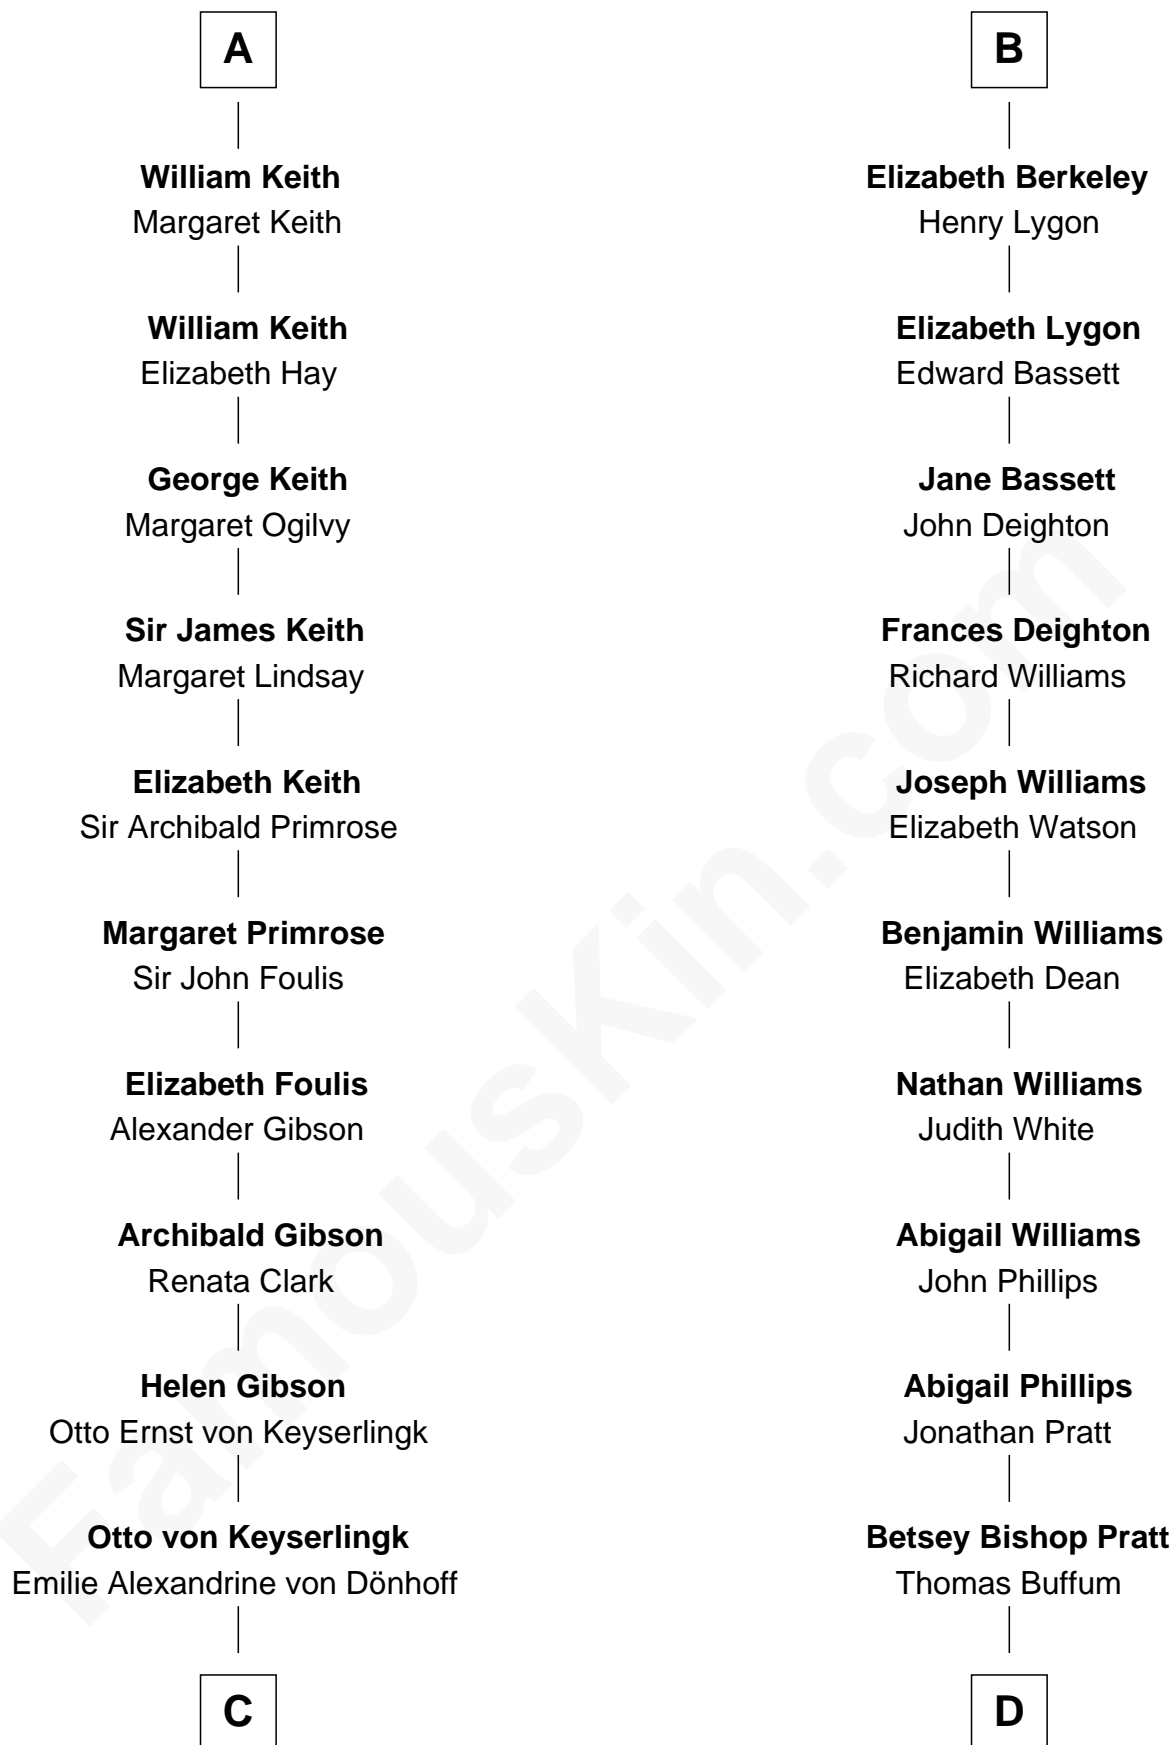 A
William Keith
Margaret Keith
William Keith
Elizabeth Hay
George Keith
Margaret Ogilvy
Sir James Keith
Margaret Lindsay
Elizabeth Keith
Sir Archibald Primrose
Margaret Primrose
Sir John Foulis
Elizabeth Foulis
Alexander Gibson
Archibald Gibson
Renata Clark
Helen Gibson
Otto Ernst von Keyserlingk
Otto von Keyserlingk
Emilie Alexandrine von Dönhoff
C
B
Elizabeth Berkeley
Henry Lygon
Elizabeth Lygon
Edward Bassett
Jane Bassett
John Deighton
Frances Deighton
Richard Williams
Joseph Williams
Elizabeth Watson
Benjamin Williams
Elizabeth Dean
Nathan Williams
Judith White
Abigail Williams
John Phillips
Abigail Phillips
Jonathan Pratt
Betsey Bishop Pratt
Thomas Buffum
D
FamousKin.com